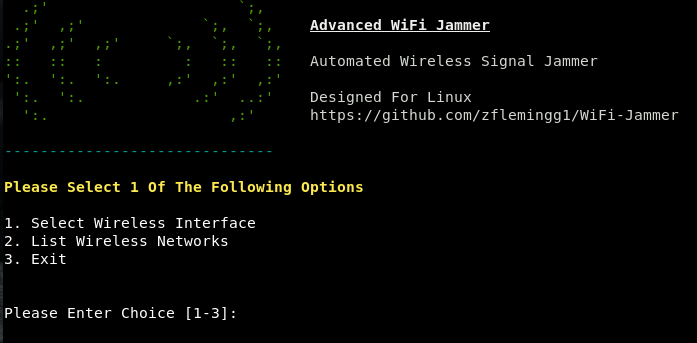 Advanced WiFi Jammer
Automated Wireless Signal Jammer
Designed For Linux
https://github.com/zflemingg1/WiFi-Jammer
------------------------------
Please Select 1 Of The Following Options
1. Select Wireless Interface
2. List Wireless Networks
3. Exit
Please Enter Choice [1-3]: